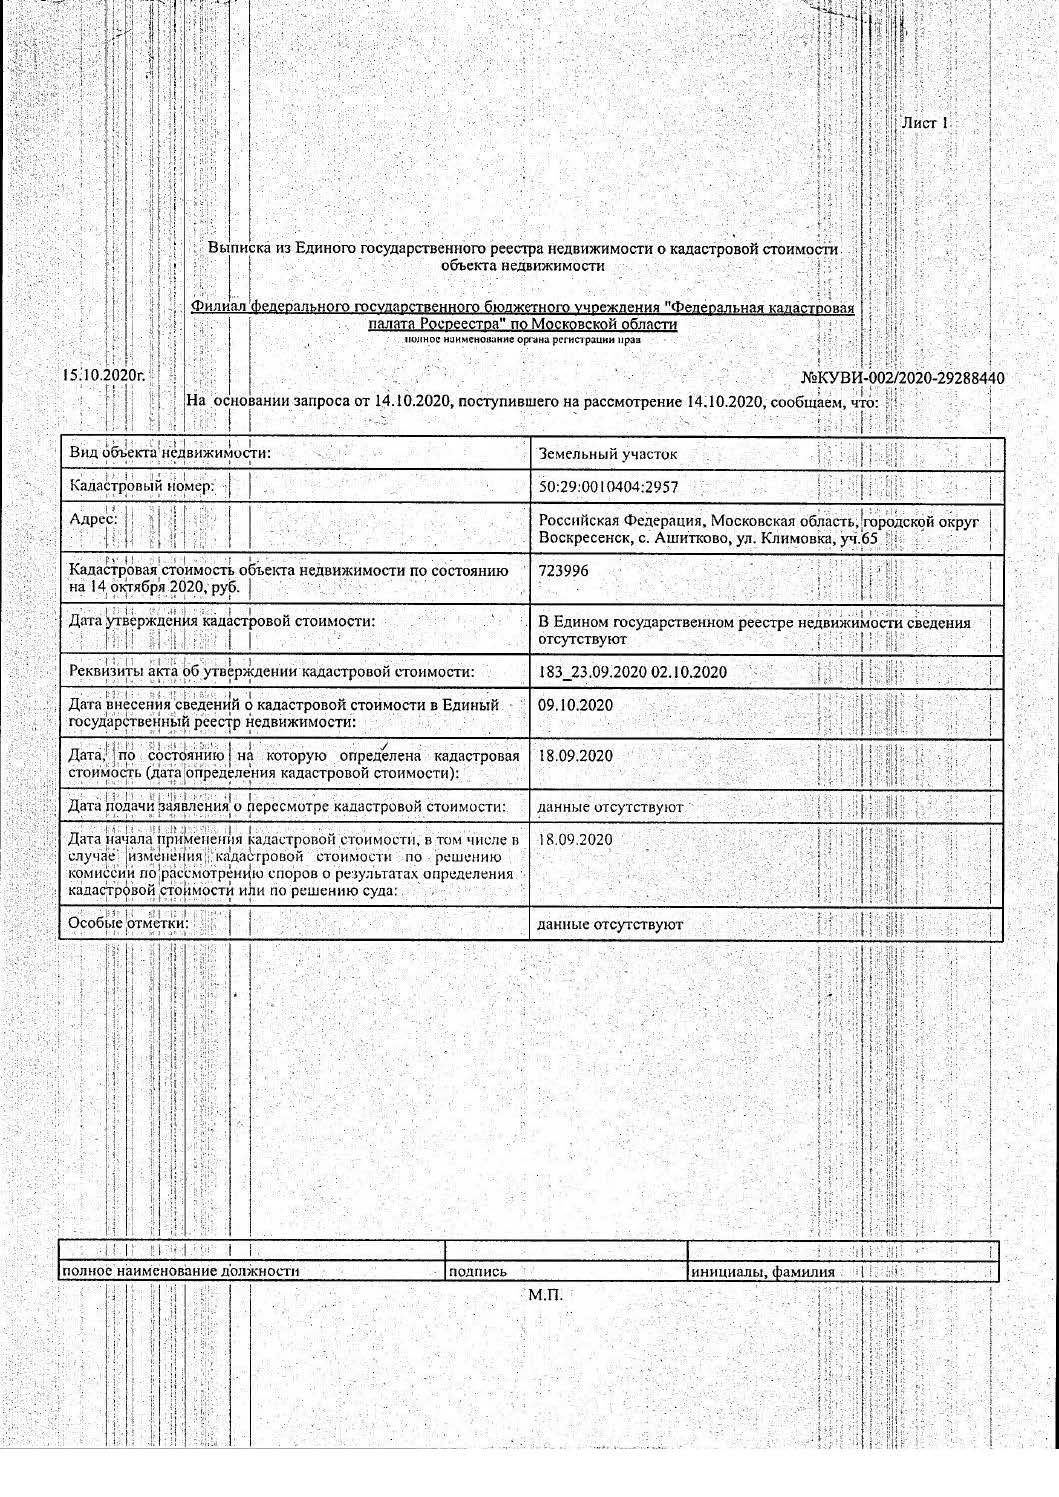 Лист 1
Выписка из Единого государственного реестра недвижимости о кадастровой стоимости
объекта недвижимости
Филиал федерального государственного бюджетного учреждения "Федеральная кадастровая
палата Росреестра" по Московской области
полное наименование органа регистрации прав
15.10.2020г.
№КУВИ-002/2020-29288440
На основании запроса от 14.10.2020, поступившего на рассмотрение 14.10.2020, сообщаем, что:
Вид объекта недвижимости:
Земельный участок
Кадастровый номер:
50:29:0010404:2957
Адрес:
Российская Федерация, Московская область, городской округ
Воскресенск, с. Ашитково, ул. Климовка, уч.65
Кадастровая стоимость объекта недвижимости по состоянию
на 14 октября 2020, руб.
723996
Дата утверждения кадастровой стоимости:
В Едином государственном реестре недвижимости сведения
отсутствуют
Реквизиты акта об утверждении кадастровой стоимости:
183_23.09.2020 02.10.2020
Дата внесения сведений о кадастровой стоимости в Единый
государственный реестр недвижимости:
09.10.2020
Дата, по состоянию на которую определена кадастровая
стоимость (дата определения кадастровой стоимости):
18.09.2020
Дата подачи заявления о пересмотре кадастровой стоимости:
данные отсутствуют
Дата начала применения кадастровой стоимости, в том числе в
случае изменения кадастровой стоимости по решению
комиссии по рассмотрению споров о результатах определения
кадастровой стоимости или по решению суда:
18.09.2020
Особые отметки:
данные отсутствуют
полное наименование должности
подпись
инициалы, фамилия
М.П.